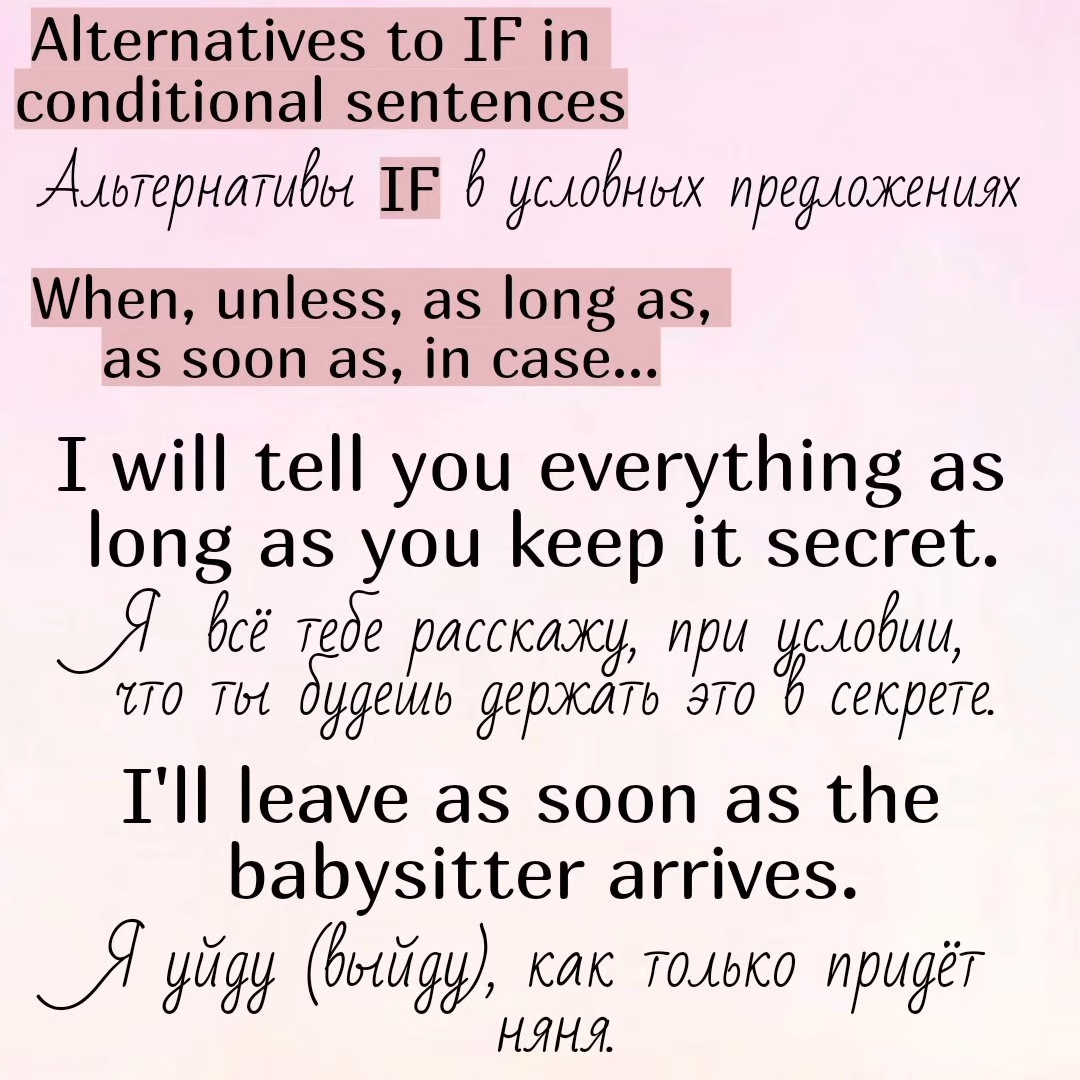 Alternatives to IF in
conditional sentences
Альтернативы IF в условных предложениях
When, unless, as long as,
as soon as, in case...
I will tell you everything as
long as you keep it secret.
Я всё тебе расскажу, при условии,
что ты будешь держать это в секрете.
I'll leave as soon as the
babysitter arrives.
Я уйду (выйду), как только придёт
няня.